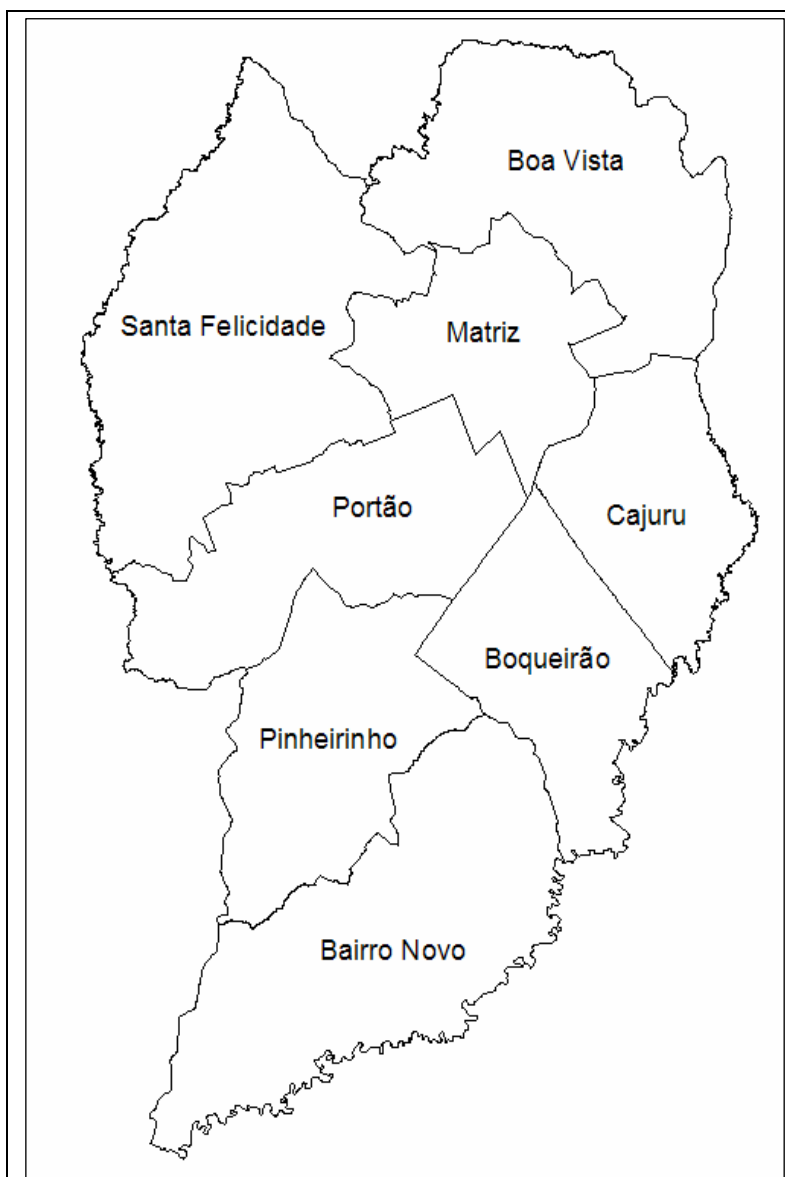 Boa Vista
Santa Felicidade
Matriz
Portão
Cajuru
Boqueirão
Pinheirinho
Bairro Novo